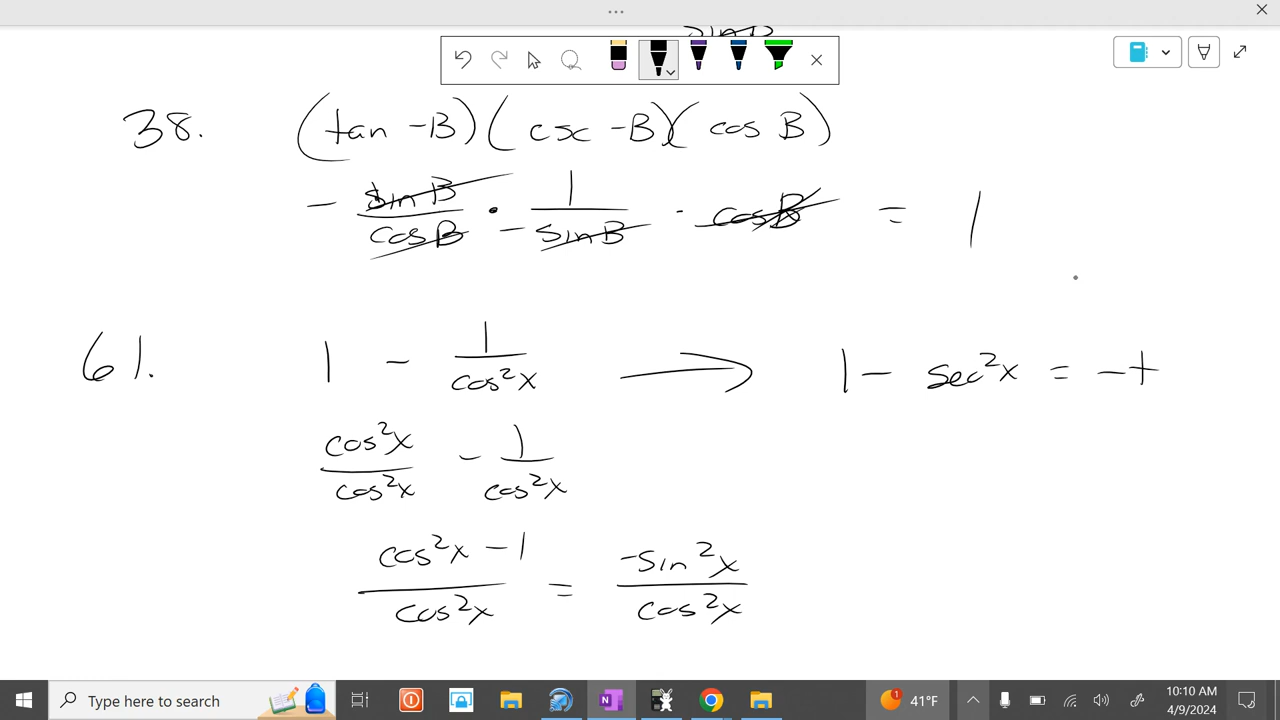 38. (tan -B)(csc -B)(cos B)
- sin B / cos B · 1 / - sin B · cos B = 1
61. 1 - 1 / cos²x → 1 - sec²x = -t
cos²x / cos²x - 1 / cos²x
cos²x - 1 / cos²x = -sin²x / cos²x
Type here to search
1
41°F
10:10 AM
4/9/2024